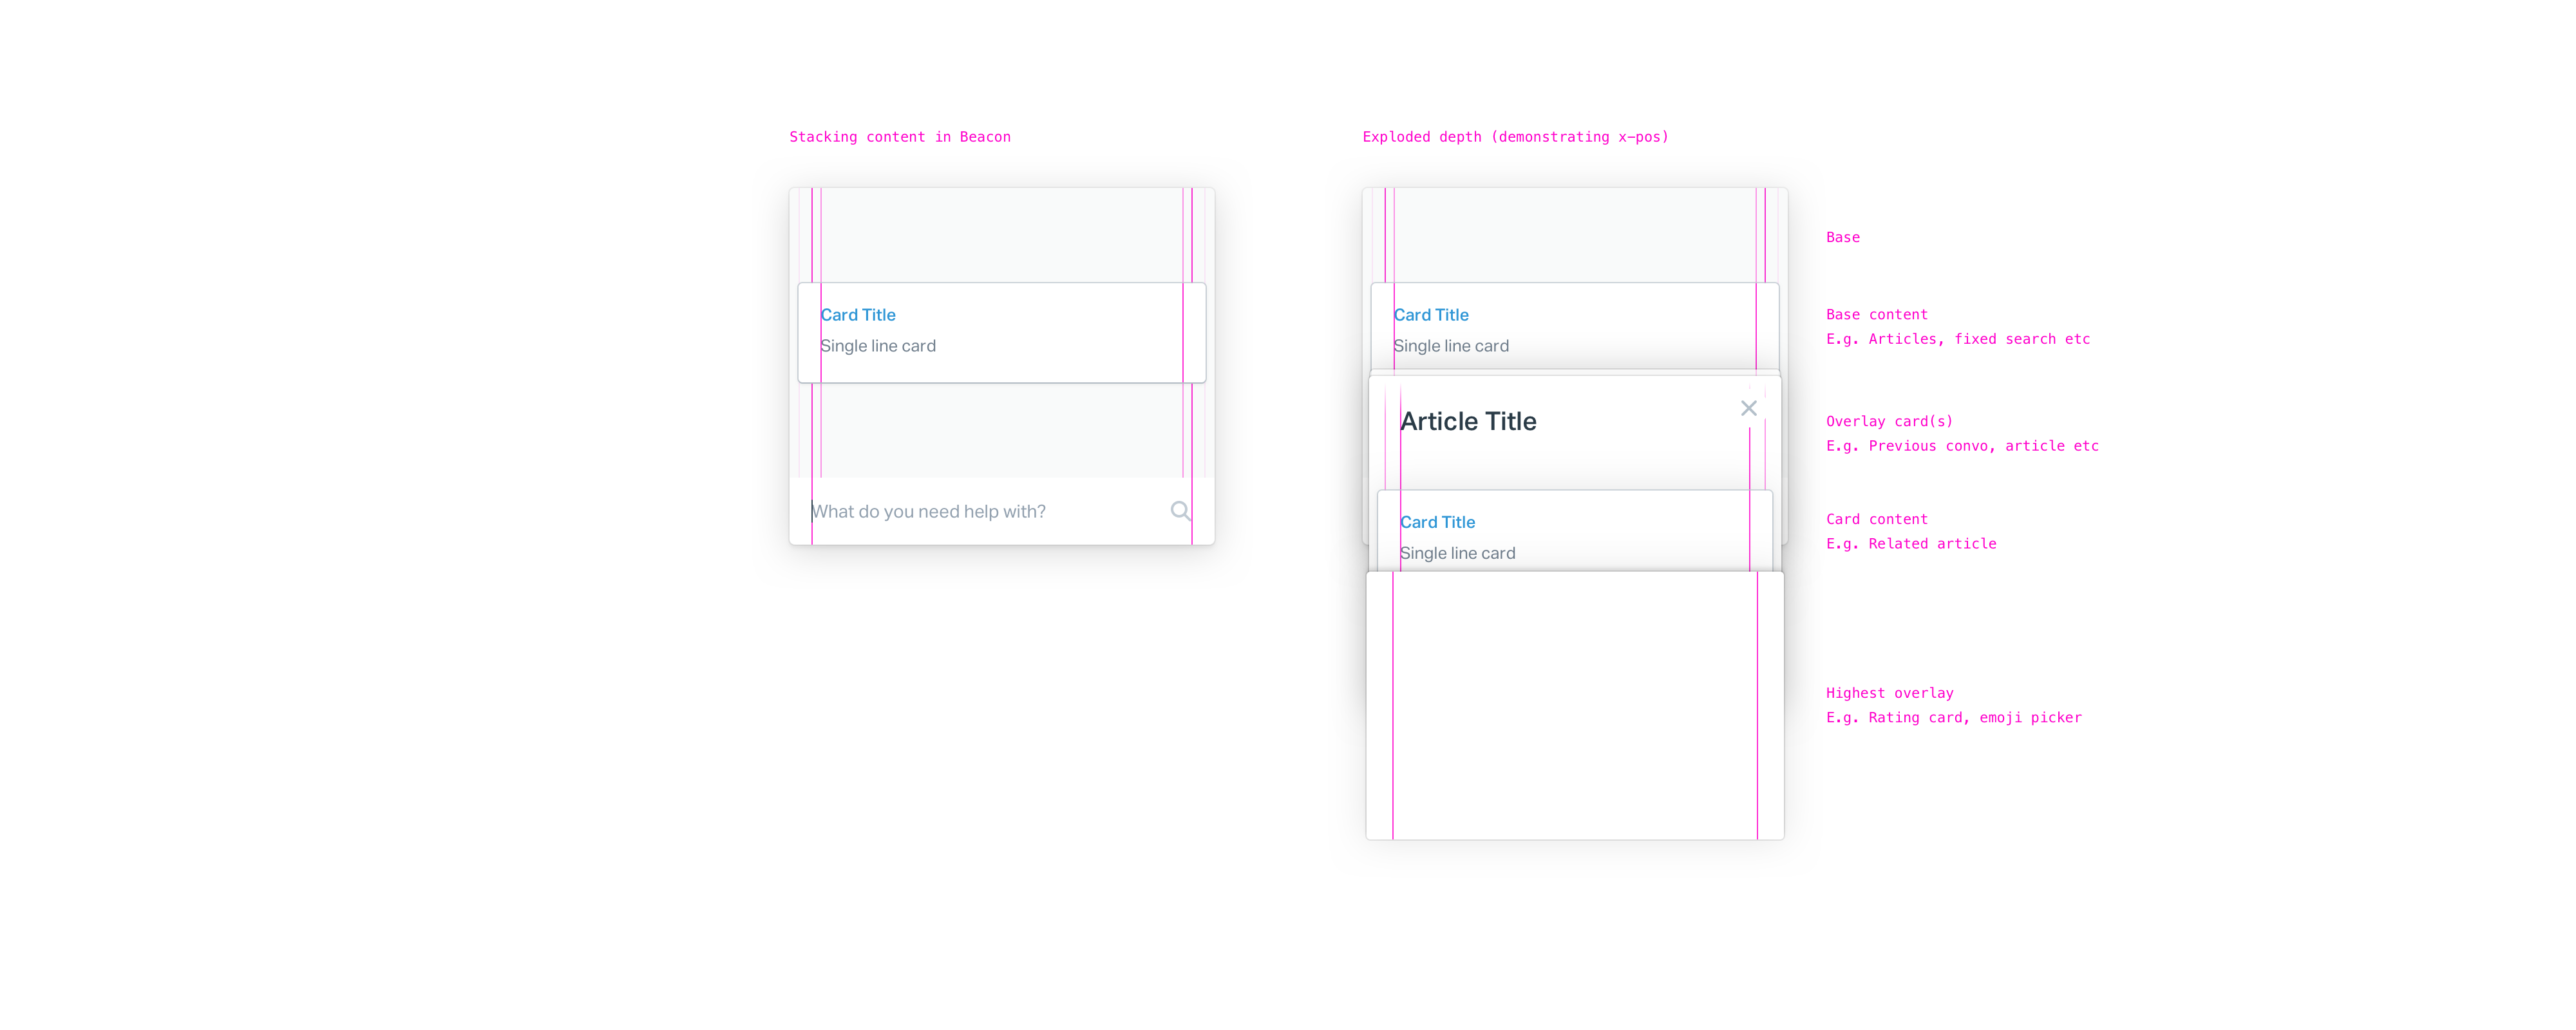 Stacking content in Beacon
Card Title
Single line card
What do you need help with?
Exploded depth (demonstrating x-pos)
Card Title
Single line card
Article Title
Card Title
Single line card
Base
Base content
E.g. Articles, fixed search etc
Overlay card(s)
E.g. Previous convo, article etc
Card content
E.g. Related article
Highest overlay
E.g. Rating card, emoji picker